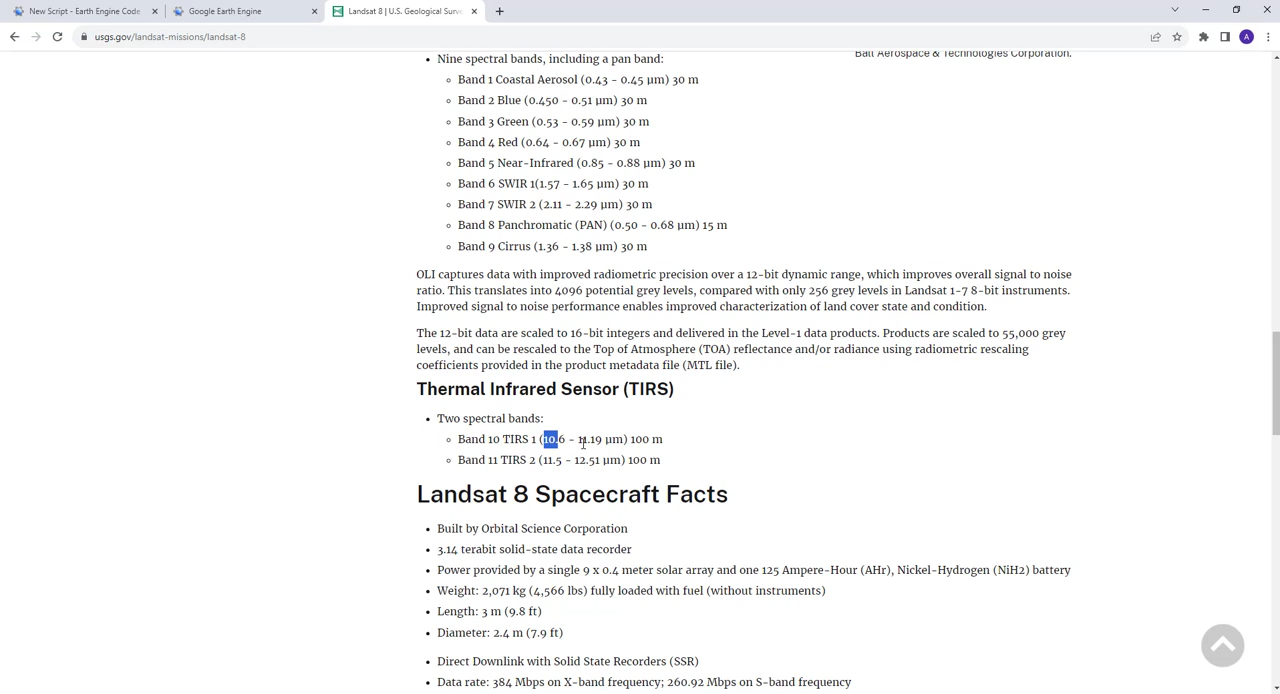 New Script - Earth Engine Code
Google Earth Engine
Landsat 8 | U.S. Geological Surve
usgs.gov/landsat-missions/landsat-8
A
Ball Aerospace & Technologies Corporation.
• Nine spectral bands, including a pan band:
Band 1 Coastal Aerosol (0.43 - 0.45 µm) 30 m
Band 2 Blue (0.450 - 0.51 µm) 30 m
Band 3 Green (0.53 - 0.59 µm) 30 m
Band 4 Red (0.64 - 0.67 µm) 30 m
Band 5 Near-Infrared (0.85 - 0.88 µm) 30 m
Band 6 SWIR 1(1.57 - 1.65 µm) 30 m
Band 7 SWIR 2 (2.11 - 2.29 µm) 30 m
Band 8 Panchromatic (PAN) (0.50 - 0.68 µm) 15 m
Band 9 Cirrus (1.36 - 1.38 µm) 30 m
OLI captures data with improved radiometric precision over a 12-bit dynamic range, which improves overall signal to noise
ratio. This translates into 4096 potential grey levels, compared with only 256 grey levels in Landsat 1-7 8-bit instruments.
Improved signal to noise performance enables improved characterization of land cover state and condition.
The 12-bit data are scaled to 16-bit integers and delivered in the Level-1 data products. Products are scaled to 55,000 grey
levels, and can be rescaled to the Top of Atmosphere (TOA) reflectance and/or radiance using radiometric rescaling
coefficients provided in the product metadata file (MTL file).
Thermal Infrared Sensor (TIRS)
• Two spectral bands:
Band 10 TIRS 1 (10.6 - 11.19 µm) 100 m
Band 11 TIRS 2 (11.5 - 12.51 µm) 100 m
Landsat 8 Spacecraft Facts
• Built by Orbital Science Corporation
• 3.14 terabit solid-state data recorder
• Power provided by a single 9 x 0.4 meter solar array and one 125 Ampere-Hour (AHr), Nickel-Hydrogen (NiH2) battery
• Weight: 2,071 kg (4,566 lbs) fully loaded with fuel (without instruments)
• Length: 3 m (9.8 ft)
• Diameter: 2.4 m (7.9 ft)
• Direct Downlink with Solid State Recorders (SSR)
• Data rate: 384 Mbps on X-band frequency; 260.92 Mbps on S-band frequency